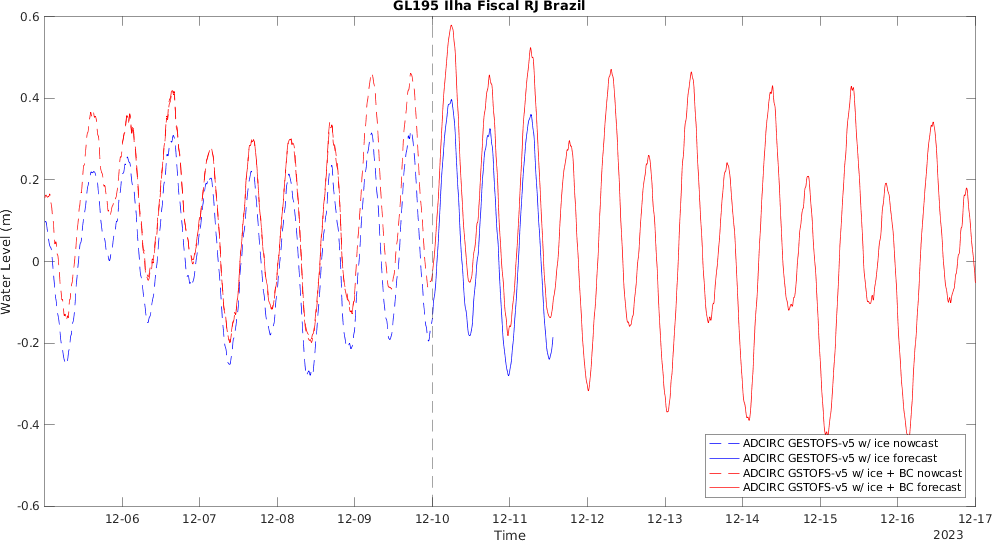 GL195 Ilha Fiscal RJ Brazil
0.6
0.4
0.2
0
-0.2
-0.4
-0.6
Water Level (m)
12-06 12-07 12-08 12-09 12-10 12-11 12-12 12-13 12-14 12-15 12-16 12-17
Time
2023
ADCIRC GESTOFS-v5 w/ ice nowcast
ADCIRC GESTOFS-v5 w/ ice forecast
ADCIRC GSTOFS-v5 w/ ice + BC nowcast
ADCIRC GSTOFS-v5 w/ ice + BC forecast